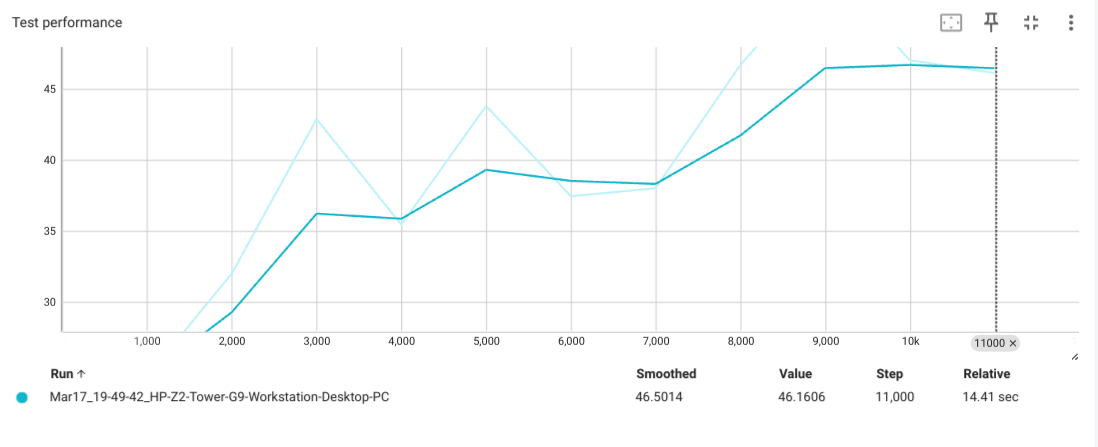 Test performance
45
40
35
30
1,000 2,000 3,000 4,000 5,000 6,000 7,000 8,000 9,000 10k 11000 ×
Run ↑ Smoothed Value Step Relative
Mar17_19-49-42_HP-Z2-Tower-G9-Workstation-Desktop-PC 46.5014 46.1606 11,000 14.41 sec